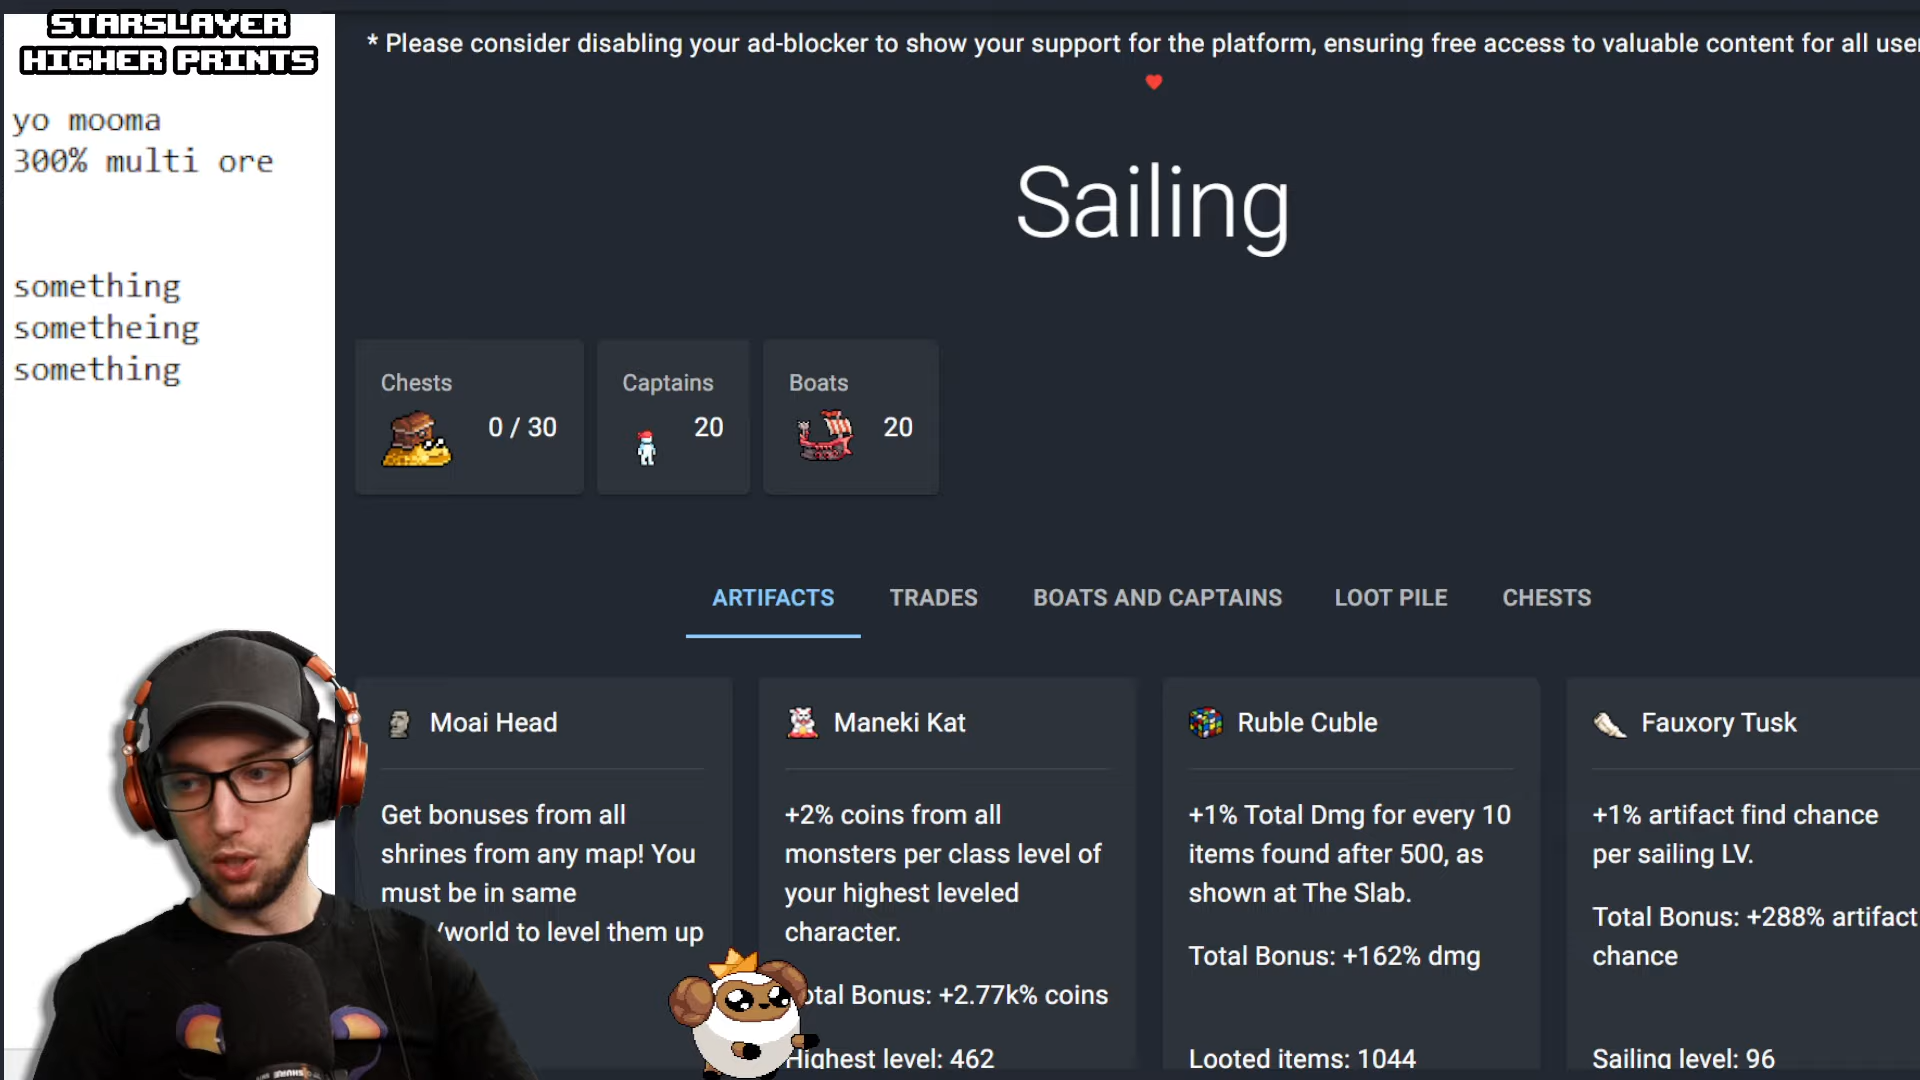 STARSLAYER
HIGHER PRINTS
yo mooma
300% multi ore
something
sometheing
something
* Please consider disabling your ad-blocker to show your support for the platform, ensuring free access to valuable content for all
Sailing
Chests
0 / 30
Captains
20
Boats
20
ARTIFACTS
TRADES
BOATS AND CAPTAINS
LOOT PILE
CHESTS
Moai Head
Get bonuses from all
shrines from any map! You
must be in same
/world to level them up
Maneki Kat
+2% coins from all
monsters per class level of
your highest leveled
character.
Bonus: +2.77k% coins
Highest level: 462
Ruble Cuble
+1% Total Dmg for every 10
items found after 500, as
shown at The Slab.
Total Bonus: +162% dmg
Looted items: 1044
Fauxory Tusk
+1% artifact find chance
per sailing LV.
Total Bonus: +288% artifact
chance
Sailing level: 96